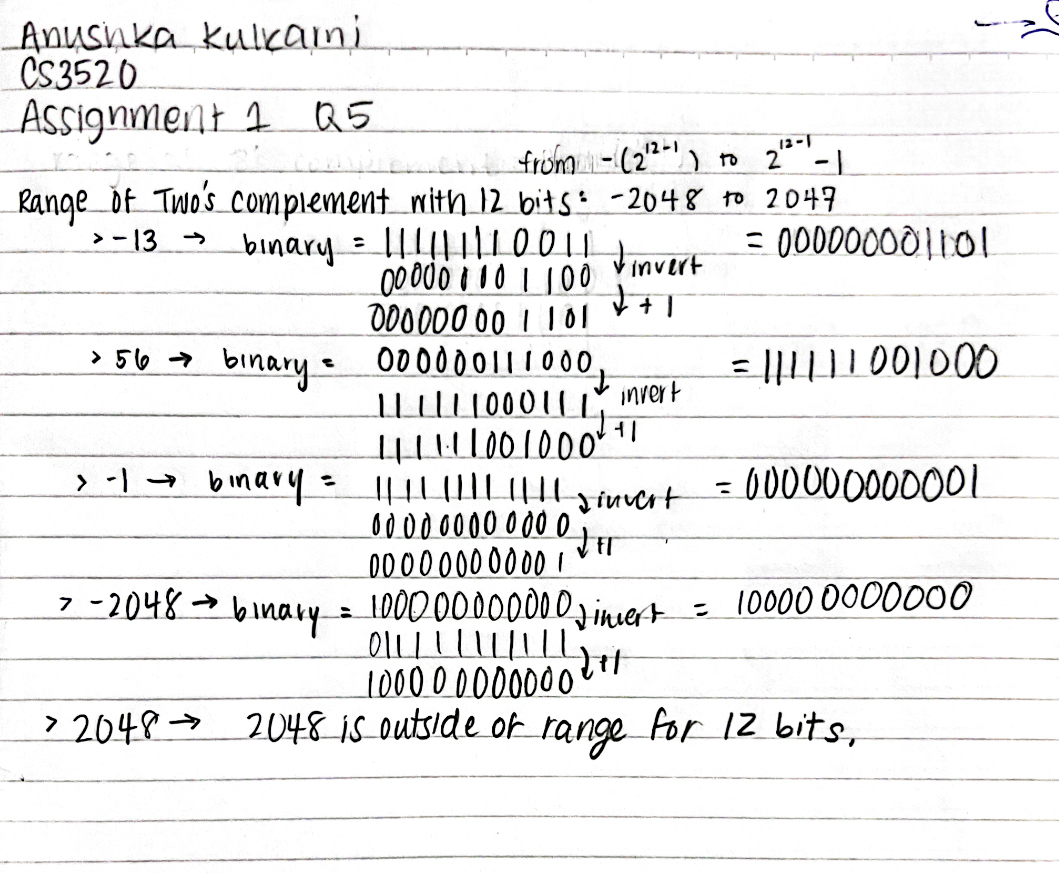 Anushka Kulkarni
CS3520
Assignment 1 Q5
from -(2^12-1) to 2^12-1 -1
Range of Two's complement with 12 bits: -2048 to 2047
> -13 → binary = 111111110011 ↓ invert = 000000001101
000000001100 ↓ +1
000000001101
> 56 → binary = 000000111000 ↓ invert = 111111001000
111111000111 ↓ +1
111111001000
> -1 → binary = 111111111111 ↓ invert = 000000000001
000000000000 ↓ +1
000000000001
> -2048 → binary = 100000000000 ↓ invert = 100000000000
011111111111 ↓ +1
100000000000
> 2048 → 2048 is outside of range for 12 bits.